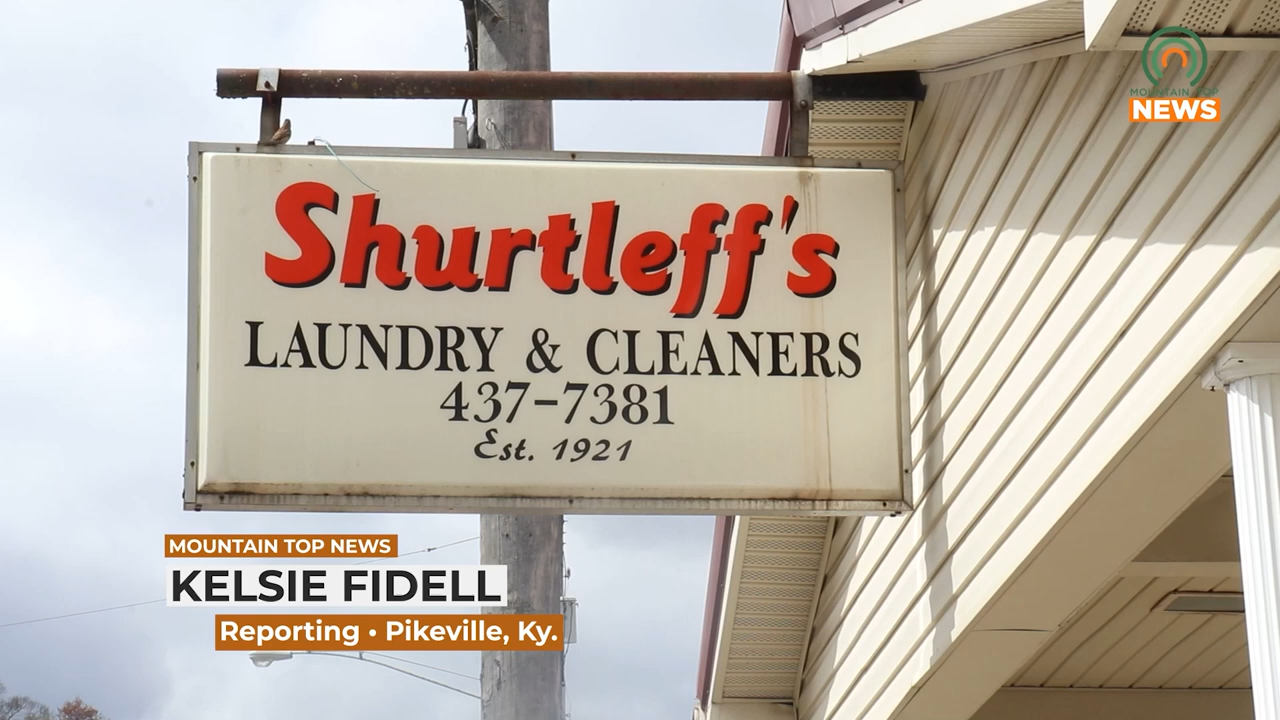 MOUNTAIN TOP
NEWS
Shurtleff's
LAUNDRY & CLEANERS
437-7381
Est. 1921
MOUNTAIN TOP NEWS
KELSIE FIDELL
Reporting • Pikeville, Ky.